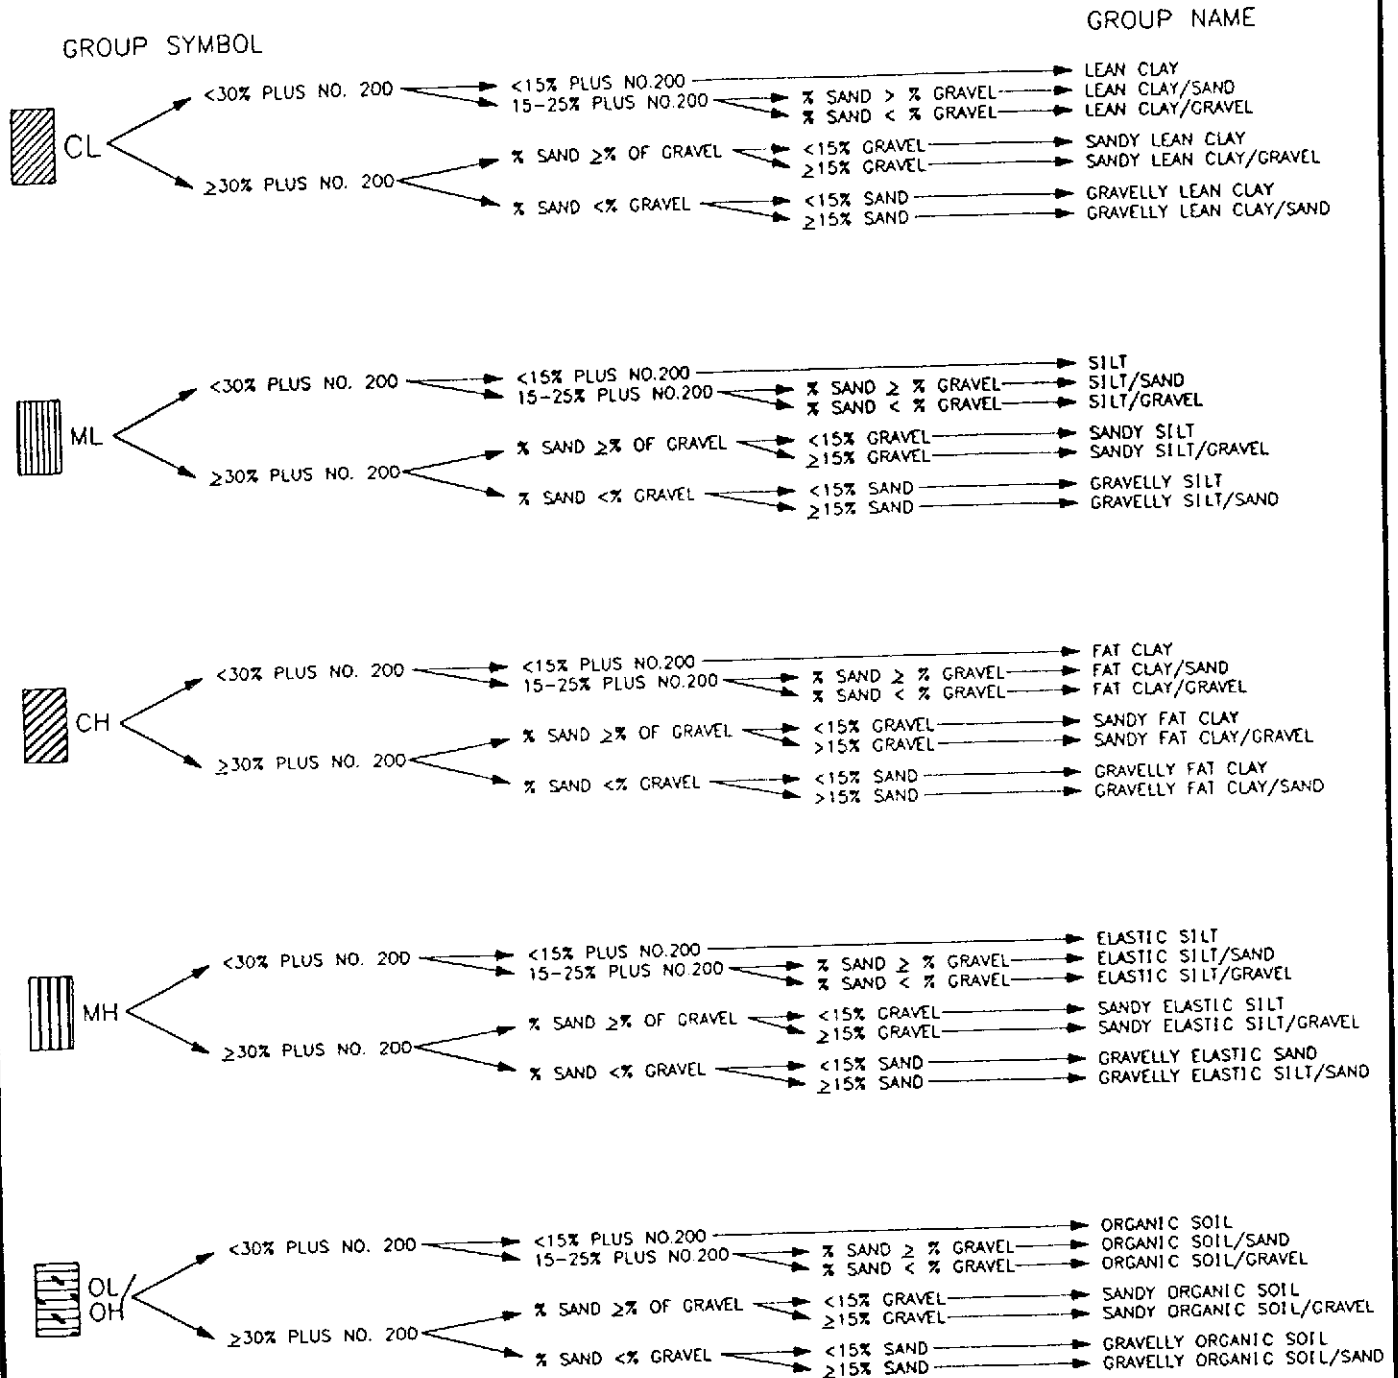 GROUP SYMBOL
GROUP NAME
CL
<30% PLUS NO. 200
<15% PLUS NO.200
LEAN CLAY
15-25% PLUS NO.200
% SAND > % GRAVEL
LEAN CLAY/SAND
% SAND < % GRAVEL
LEAN CLAY/GRAVEL
≥30% PLUS NO. 200
% SAND ≥% OF GRAVEL
<15% GRAVEL
SANDY LEAN CLAY
≥15% GRAVEL
SANDY LEAN CLAY/GRAVEL
% SAND <% GRAVEL
<15% SAND
GRAVELLY LEAN CLAY
≥15% SAND
GRAVELLY LEAN CLAY/SAND
ML
<30% PLUS NO. 200
<15% PLUS NO.200
SILT
15-25% PLUS NO.200
% SAND ≥ % GRAVEL
SILT/SAND
% SAND < % GRAVEL
SILT/GRAVEL
≥30% PLUS NO. 200
% SAND ≥% OF GRAVEL
<15% GRAVEL
SANDY SILT
≥15% GRAVEL
SANDY SILT/GRAVEL
% SAND <% GRAVEL
<15% SAND
GRAVELLY SILT
≥15% SAND
GRAVELLY SILT/SAND
CH
<30% PLUS NO. 200
<15% PLUS NO.200
FAT CLAY
15-25% PLUS NO.200
% SAND ≥ % GRAVEL
FAT CLAY/SAND
% SAND < % GRAVEL
FAT CLAY/GRAVEL
≥30% PLUS NO. 200
% SAND ≥% OF GRAVEL
<15% GRAVEL
SANDY FAT CLAY
>15% GRAVEL
SANDY FAT CLAY/GRAVEL
% SAND <% GRAVEL
<15% SAND
GRAVELLY FAT CLAY
>15% SAND
GRAVELLY FAT CLAY/SAND
MH
<30% PLUS NO. 200
<15% PLUS NO.200
ELASTIC SILT
15-25% PLUS NO.200
% SAND ≥ % GRAVEL
ELASTIC SILT/SAND
% SAND < % GRAVEL
ELASTIC SILT/GRAVEL
≥30% PLUS NO. 200
% SAND ≥% OF GRAVEL
<15% GRAVEL
SANDY ELASTIC SILT
≥15% GRAVEL
SANDY ELASTIC SILT/GRAVEL
% SAND <% GRAVEL
<15% SAND
GRAVELLY ELASTIC SAND
≥15% SAND
GRAVELLY ELASTIC SILT/SAND
OL/
OH
<30% PLUS NO. 200
<15% PLUS NO.200
ORGANIC SOIL
15-25% PLUS NO.200
% SAND ≥ % GRAVEL
ORGANIC SOIL/SAND
% SAND < % GRAVEL
ORGANIC SOIL/GRAVEL
≥30% PLUS NO. 200
% SAND ≥% OF GRAVEL
<15% GRAVEL
SANDY ORGANIC SOIL
≥15% GRAVEL
SANDY ORGANIC SOIL/GRAVEL
% SAND <% GRAVEL
<15% SAND
GRAVELLY ORGANIC SOIL
≥15% SAND
GRAVELLY ORGANIC SOIL/SAND